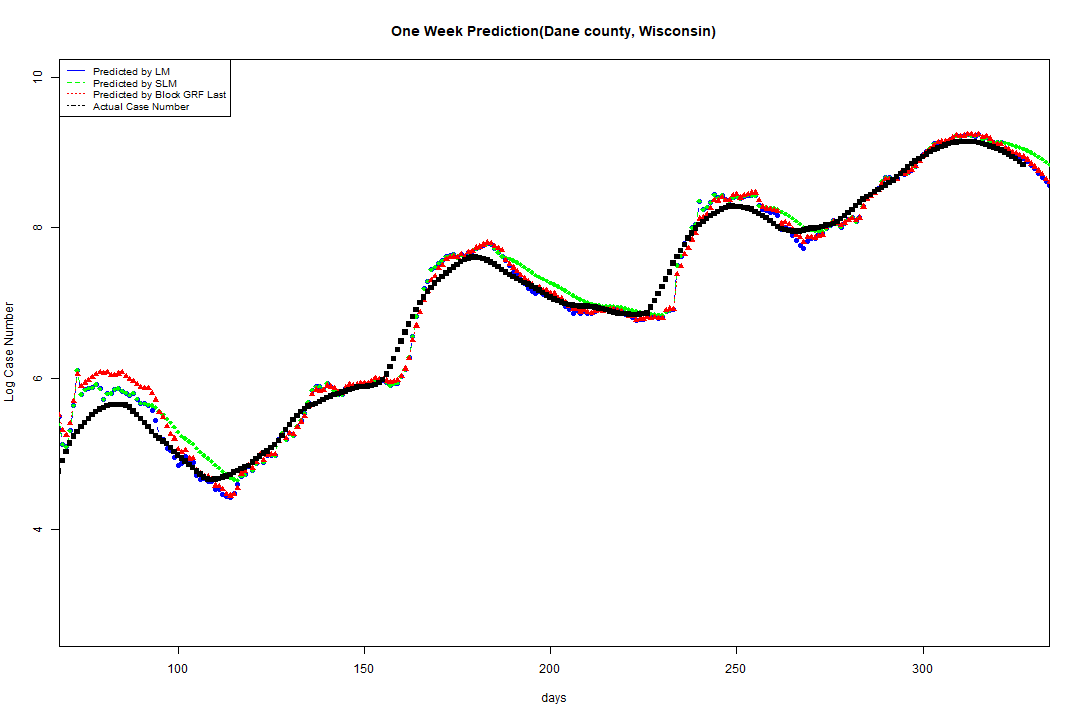 One Week Prediction(Dane county, Wisconsin)
Predicted by LM
Predicted by SLM
Predicted by Block GRF Last
Actual Case Number
10
8
6
4
Log Case Number
100 150 200 250 300
days